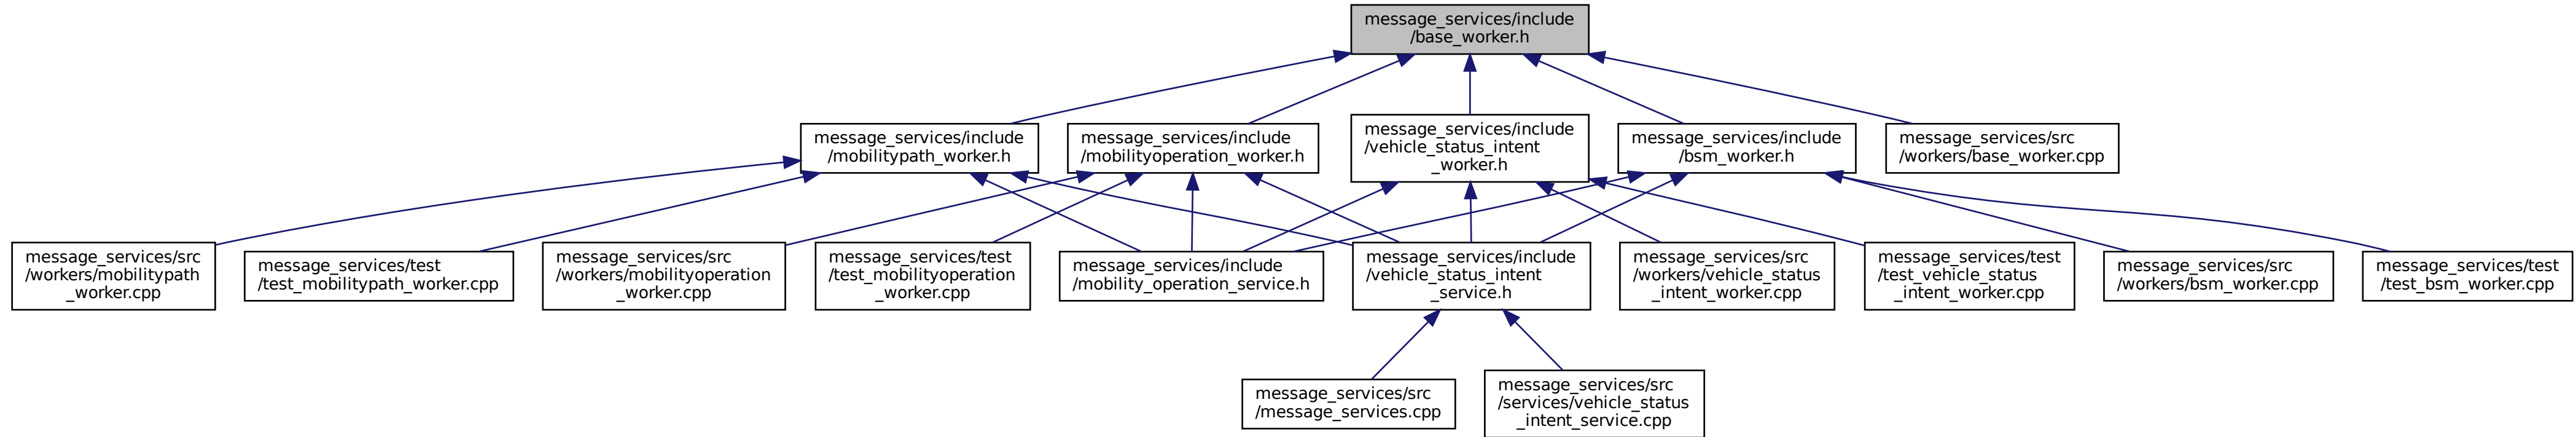 message_services/include
/base_worker.h
message_services/include
/mobilitypath_worker.h
message_services/include
/mobilityoperation_worker.h
message_services/include
/vehicle_status_intent
_worker.h
message_services/include
/bsm_worker.h
message_services/src
/workers/base_worker.cpp
message_services/src
/workers/mobilitypath
_worker.cpp
message_services/test
/test_mobilitypath_worker.cpp
message_services/src
/workers/mobilityoperation
_worker.cpp
message_services/test
/test_mobilityoperation
_worker.cpp
message_services/include
/mobility_operation_service.h
message_services/include
/vehicle_status_intent
_service.h
message_services/src
/workers/vehicle_status
_intent_worker.cpp
message_services/test
/test_vehicle_status
_intent_worker.cpp
message_services/src
/workers/bsm_worker.cpp
message_services/test
/test_bsm_worker.cpp
message_services/src
/message_services.cpp
message_services/src
/services/vehicle_status
_intent_service.cpp